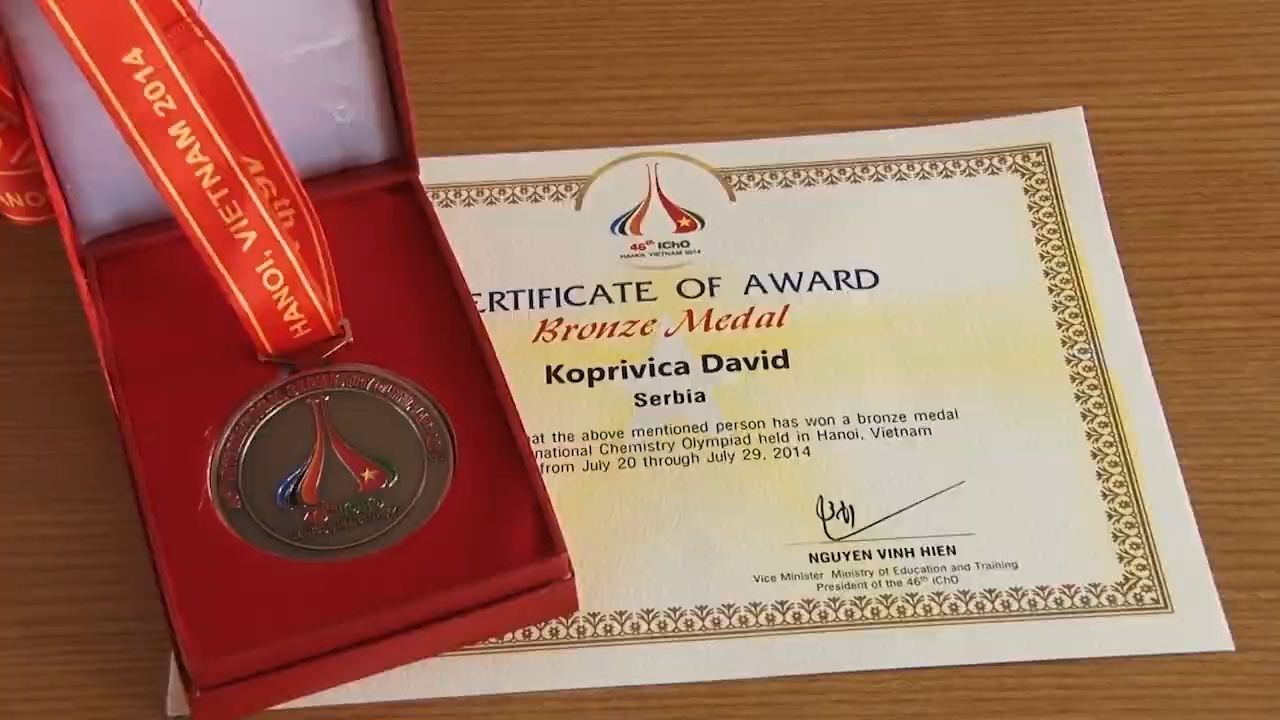 HANOI, VIETNAM 2014
46th IChO
HANOI, VIETNAM 2014
ERTIFICATE OF AWARD
Bronze Medal
Koprivica David
Serbia
at the above mentioned person has won a bronze medal
national Chemistry Olympiad held in Hanoi, Vietnam
from July 20 through July 29, 2014
NGUYEN VINH HIEN
Vice Minister Ministry of Education and Training
President of the 46th IChO